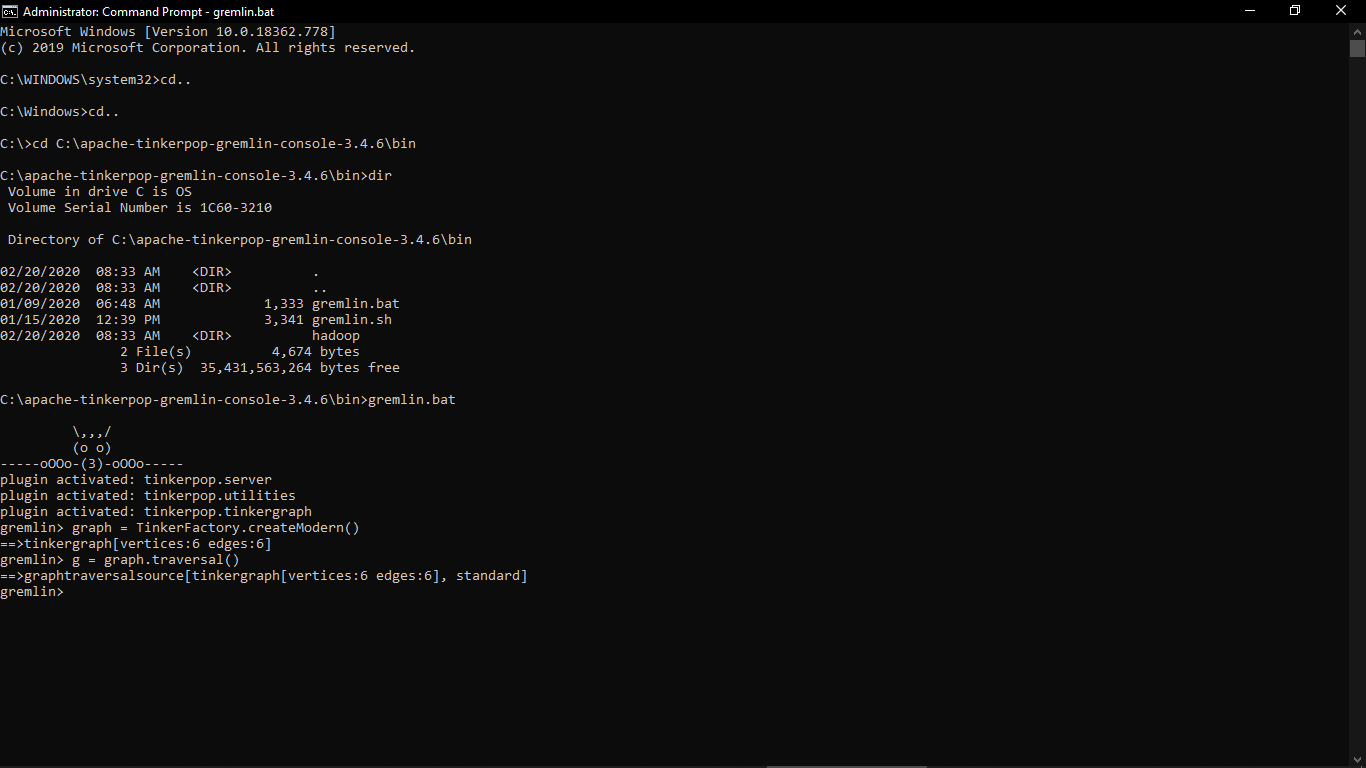 Administrator: Command Prompt - gremlin.bat
Microsoft Windows [Version 10.0.18362.778]
(c) 2019 Microsoft Corporation. All rights reserved.
C:\WINDOWS\system32>cd..
C:\Windows>cd..
C:\>cd C:\apache-tinkerpop-gremlin-console-3.4.6\bin
C:\apache-tinkerpop-gremlin-console-3.4.6\bin>dir
 Volume in drive C is OS
 Volume Serial Number is 1C60-3210
 Directory of C:\apache-tinkerpop-gremlin-console-3.4.6\bin
02/20/2020  08:33 AM    <DIR>          .
02/20/2020  08:33 AM    <DIR>          ..
01/09/2020  06:48 AM             1,333 gremlin.bat
01/15/2020  12:39 PM             3,341 gremlin.sh
02/20/2020  08:33 AM    <DIR>          hadoop
               2 File(s)          4,674 bytes
               3 Dir(s)  35,431,563,264 bytes free
C:\apache-tinkerpop-gremlin-console-3.4.6\bin>gremlin.bat
         \,,,/
         (o o)
-----oOOo-(3)-oOOo-----
plugin activated: tinkerpop.server
plugin activated: tinkerpop.utilities
plugin activated: tinkerpop.tinkergraph
gremlin> graph = TinkerFactory.createModern()
==>tinkergraph[vertices:6 edges:6]
gremlin> g = graph.traversal()
==>graphtraversalsource[tinkergraph[vertices:6 edges:6], standard]
gremlin>